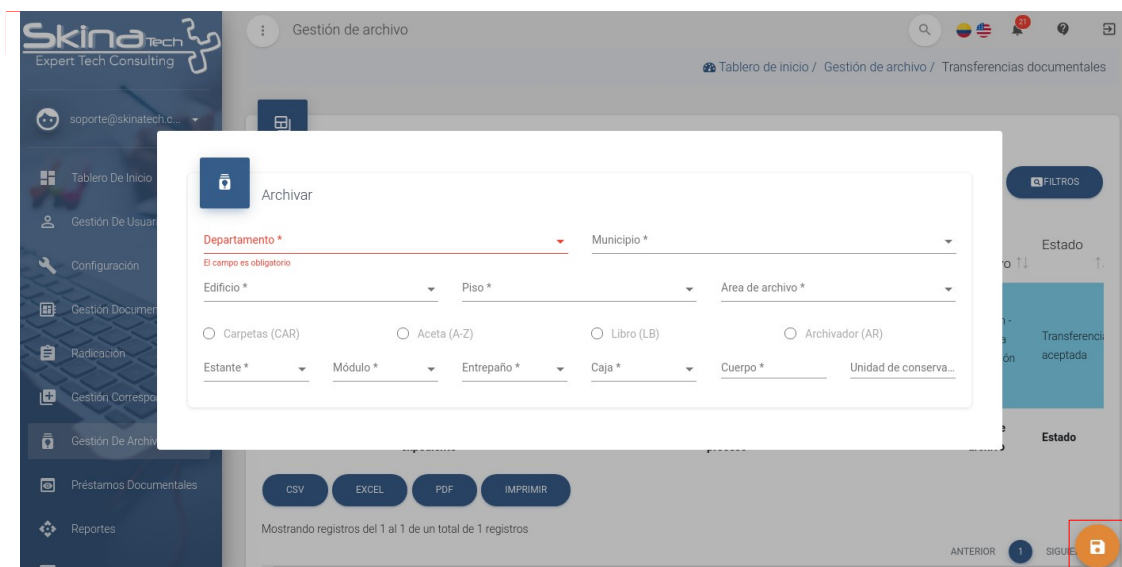 Skina Tech
Expert Tech Consulting
Gestión de archivo
21
Tablero de inicio / Gestión de archivo / Transferencias documentales
soporte@skinatech.c...
Tablero De Inicio
Gestión De Usuar
Configuración
Gestión Documen
Radicación
Gestión Correspo
Gestión De Archiv
Préstamos Documentales
Reportes
FILTROS
Estado
Transferenci
aceptada
Archivar
Departamento *
El campo es obligatorio
Municipio *
Edificio *
Piso *
Area de archivo *
Carpetas (CAR)
Aceta (A-Z)
Libro (LB)
Archivador (AR)
Estante *
Módulo *
Entrepaño *
Caja *
Cuerpo *
Unidad de conserva...
Estado
CSV
EXCEL
PDF
IMPRIMIR
Mostrando registros del 1 al 1 de un total de 1 registros
ANTERIOR
1
SIGUIE